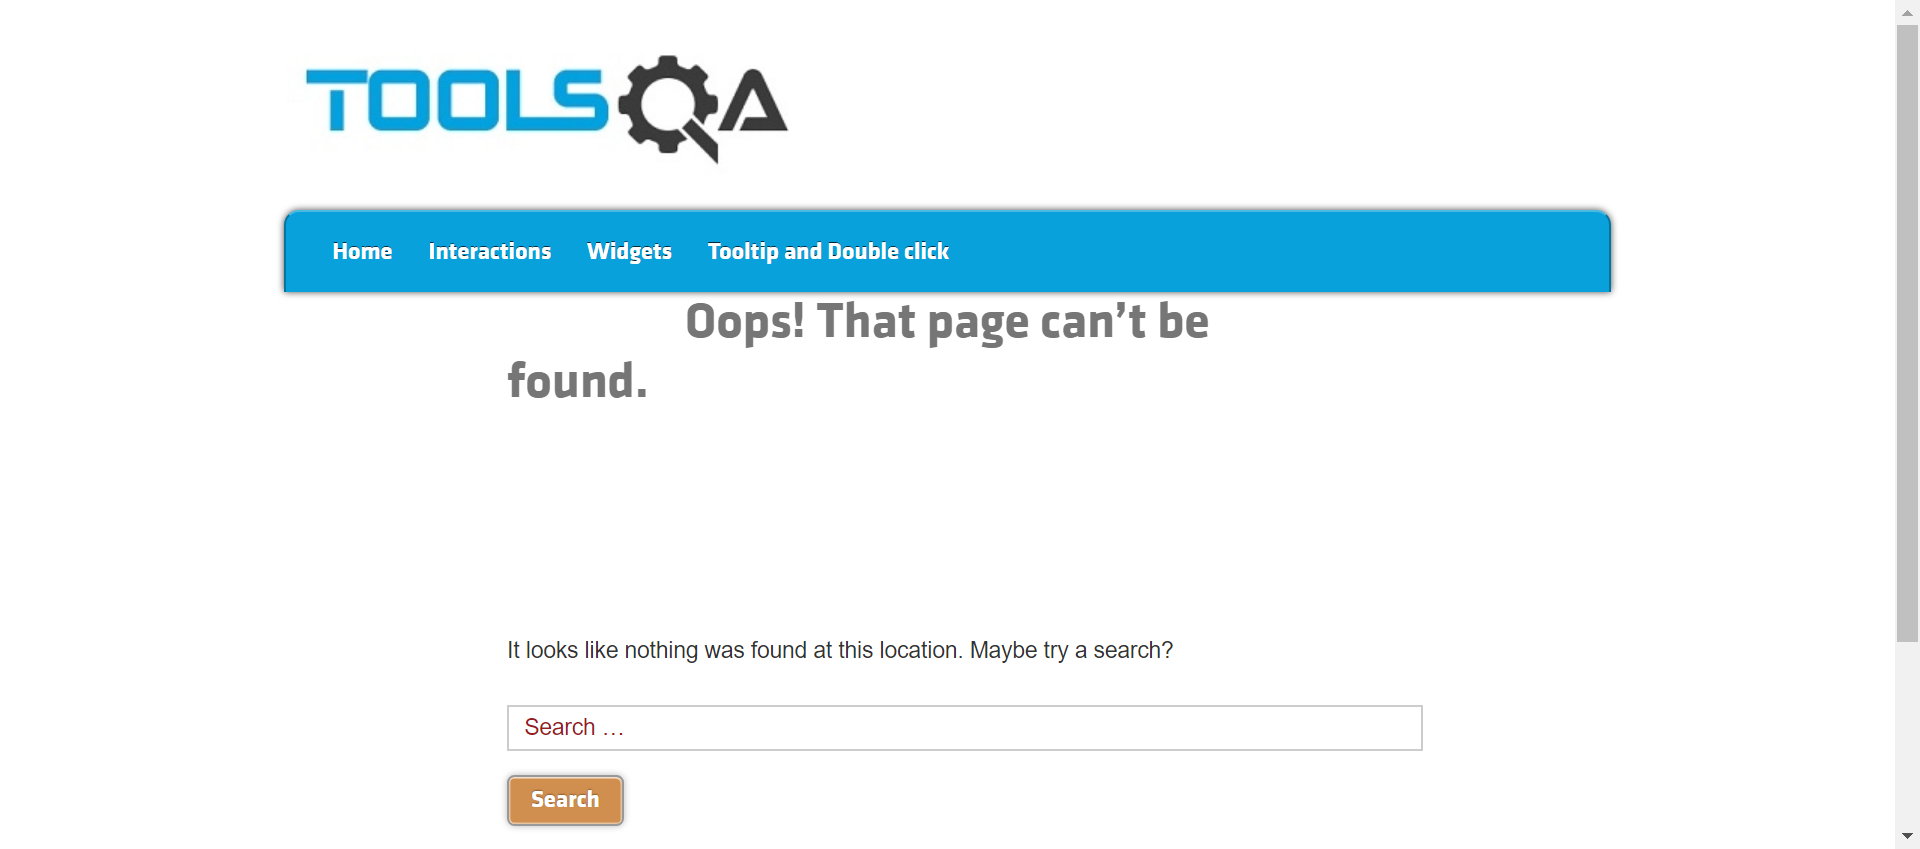 TOOLSQA
Home Interactions Widgets Tooltip and Double click
Oops! That page can’t be
found.
It looks like nothing was found at this location. Maybe try a search?
Search …
Search